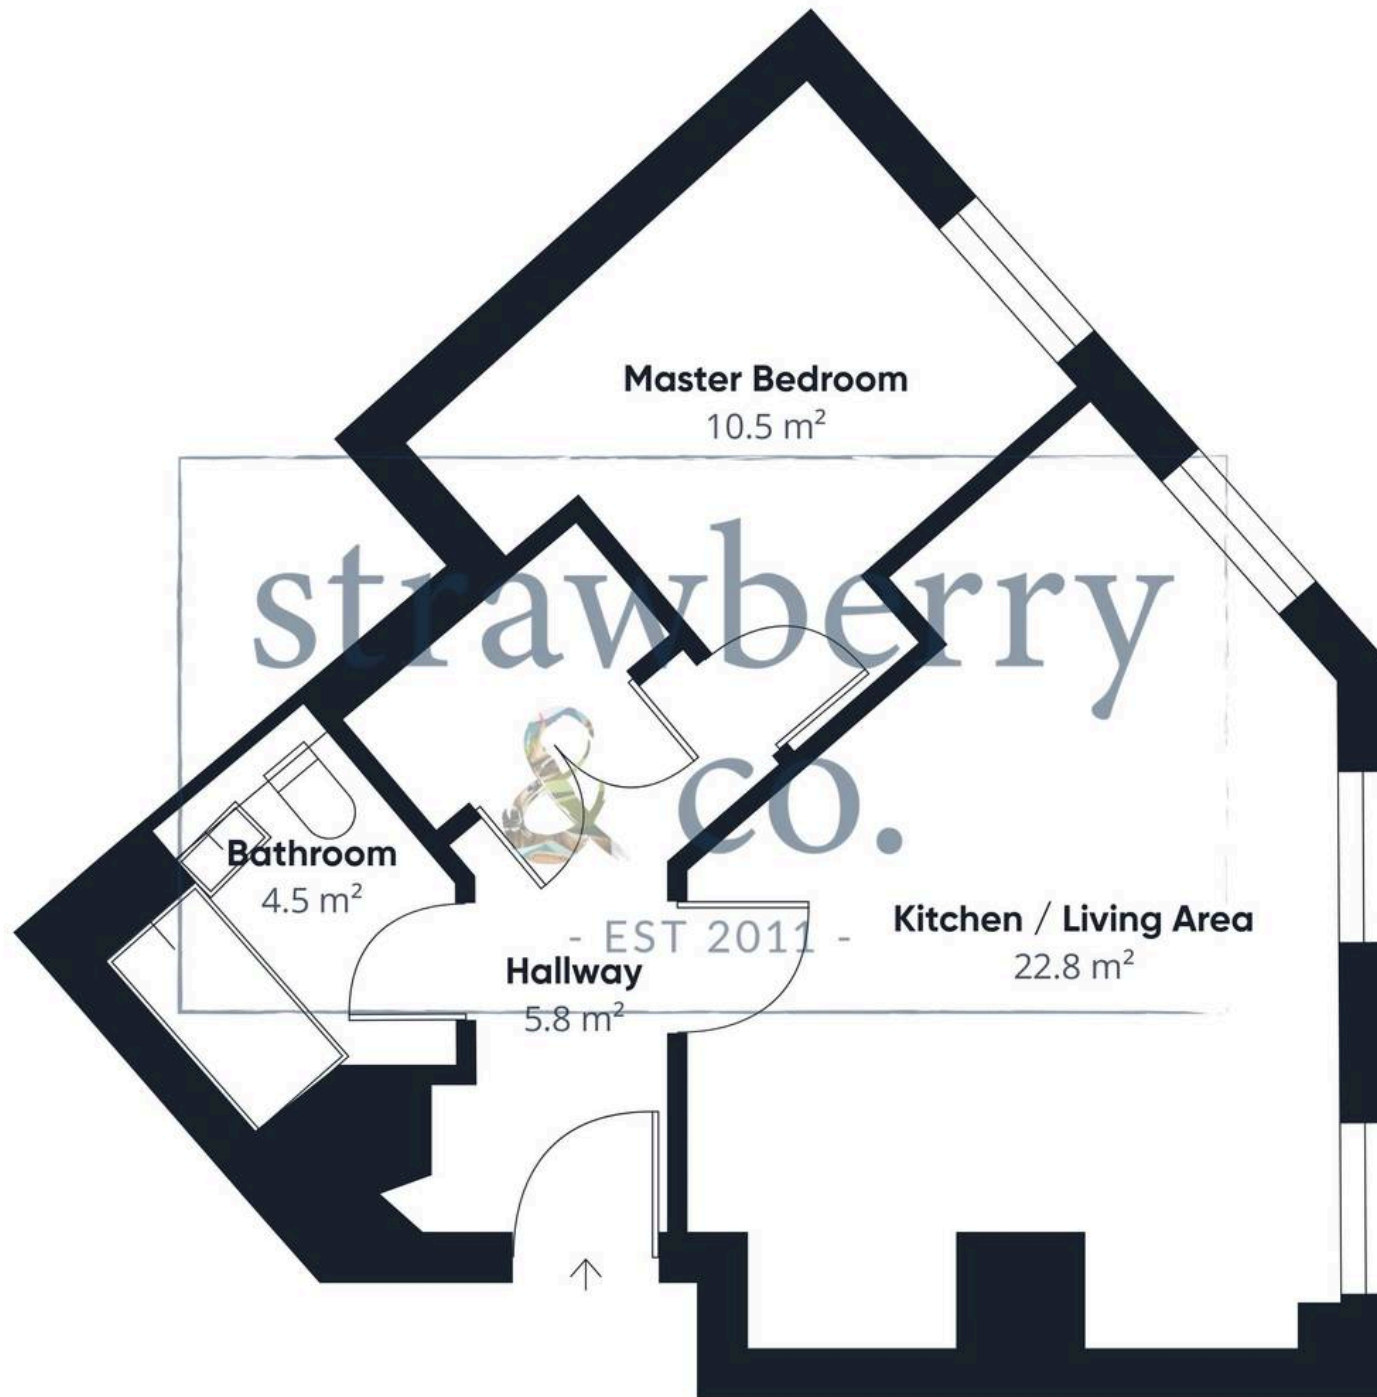 Master Bedroom
10.5 m²
strawberry
& co.
Bathroom
4.5 m²
- EST 2011 -
Kitchen / Living Area
22.8 m²
Hallway
5.8 m²